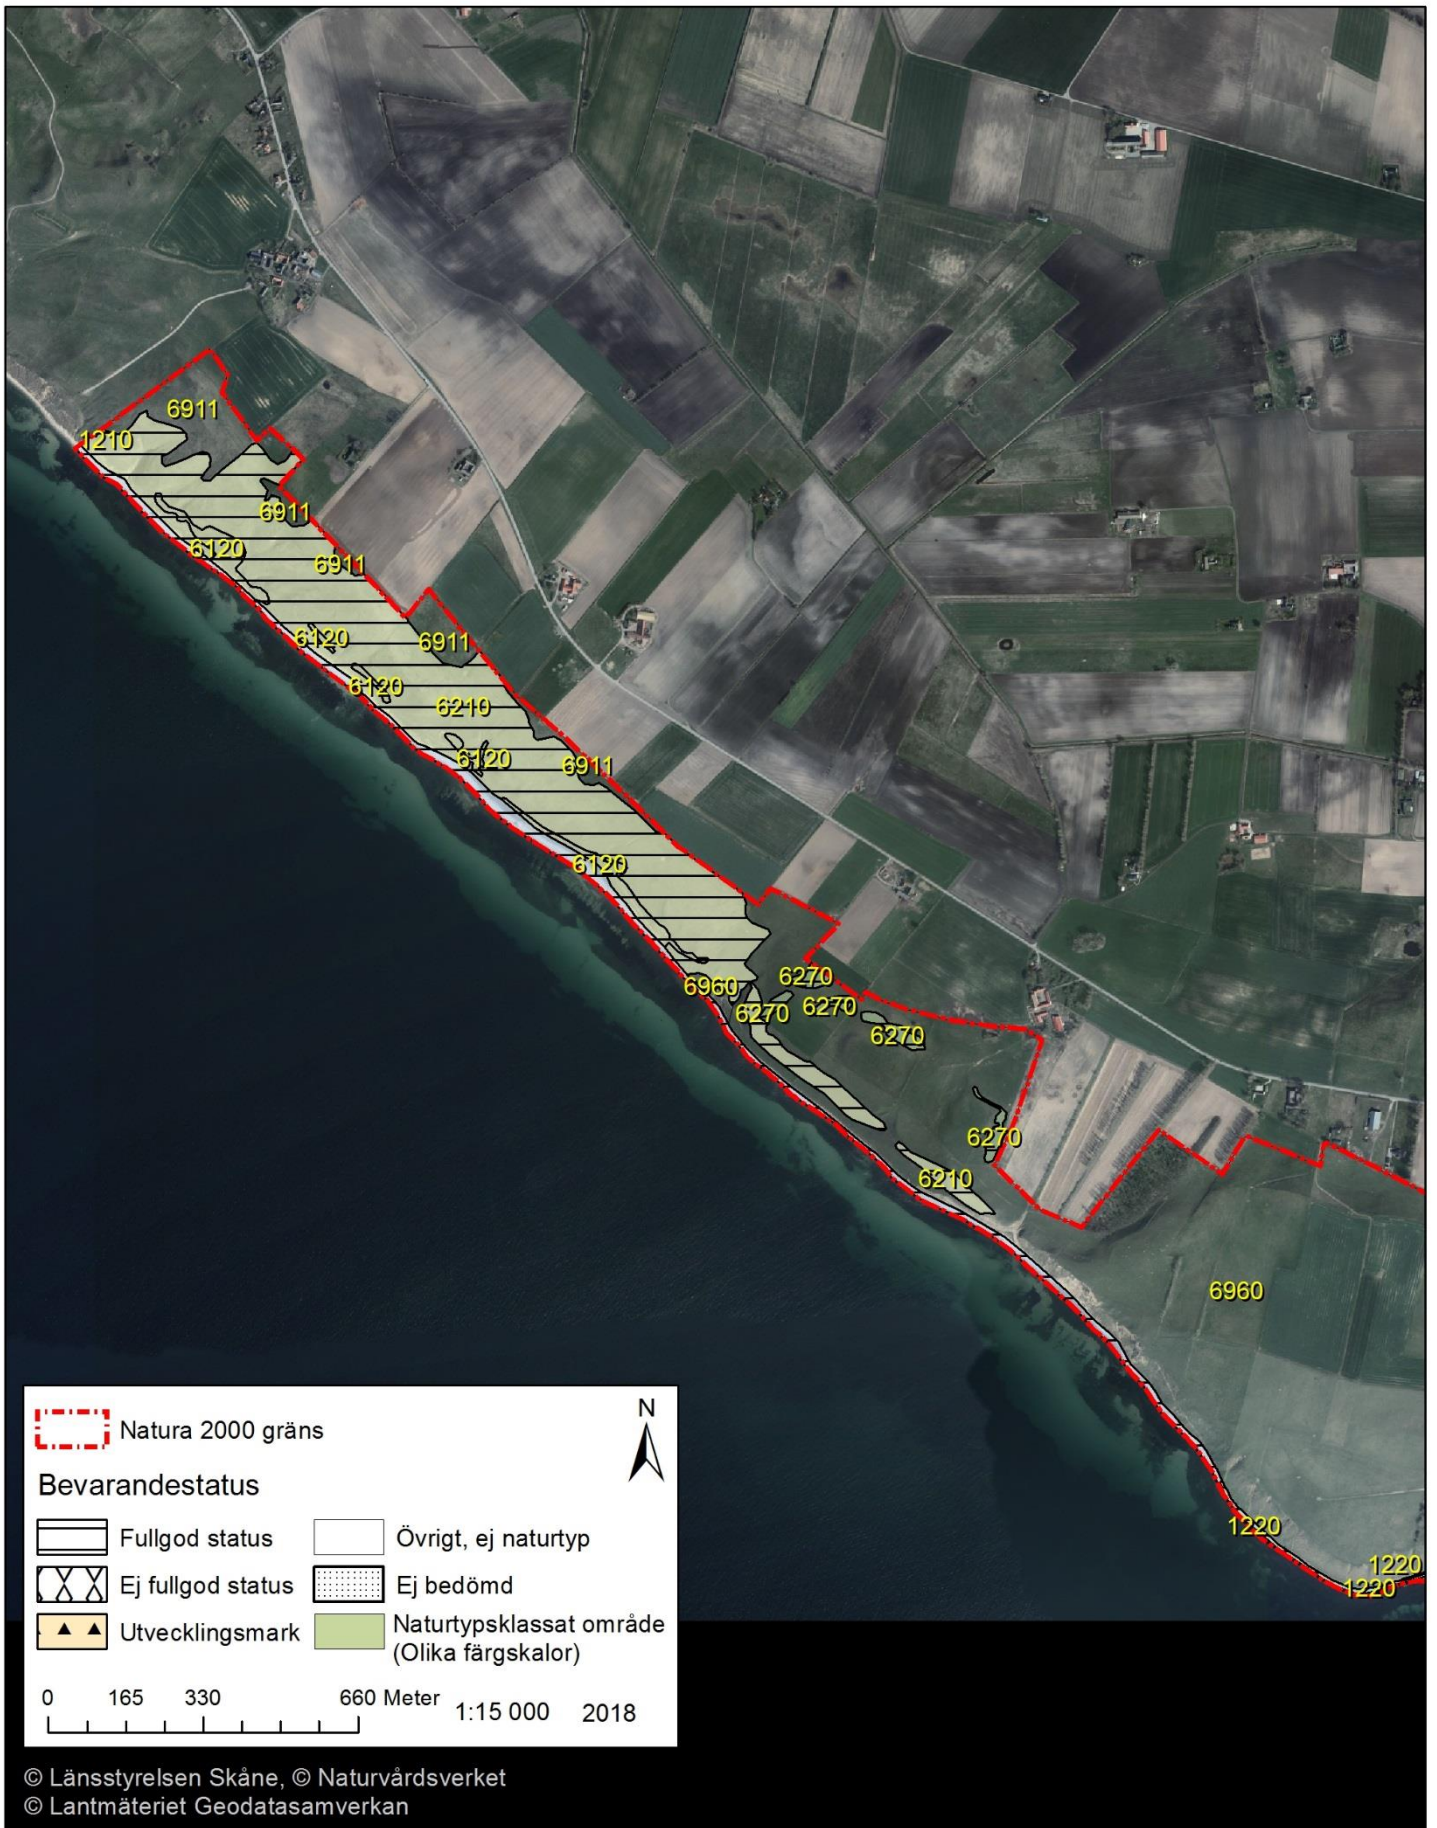 6911
1210
6911
6120
6911
6120
6911
6120
6210
6120
6911
6120
6960
6270
6270
6270
6270
6270
6210
6960
1220
1220
1220
N
Natura 2000 gräns
Bevarandestatus
Fullgod status
Övrigt, ej naturtyp
Ej fullgod status
Ej bedömd
Utvecklingsmark
Naturtypsklassat område
(Olika färgskalor)
0 165 330 660 Meter
1:15 000 2018
© Länsstyrelsen Skåne, © Naturvårdsverket
© Lantmäteriet Geodatasamverkan